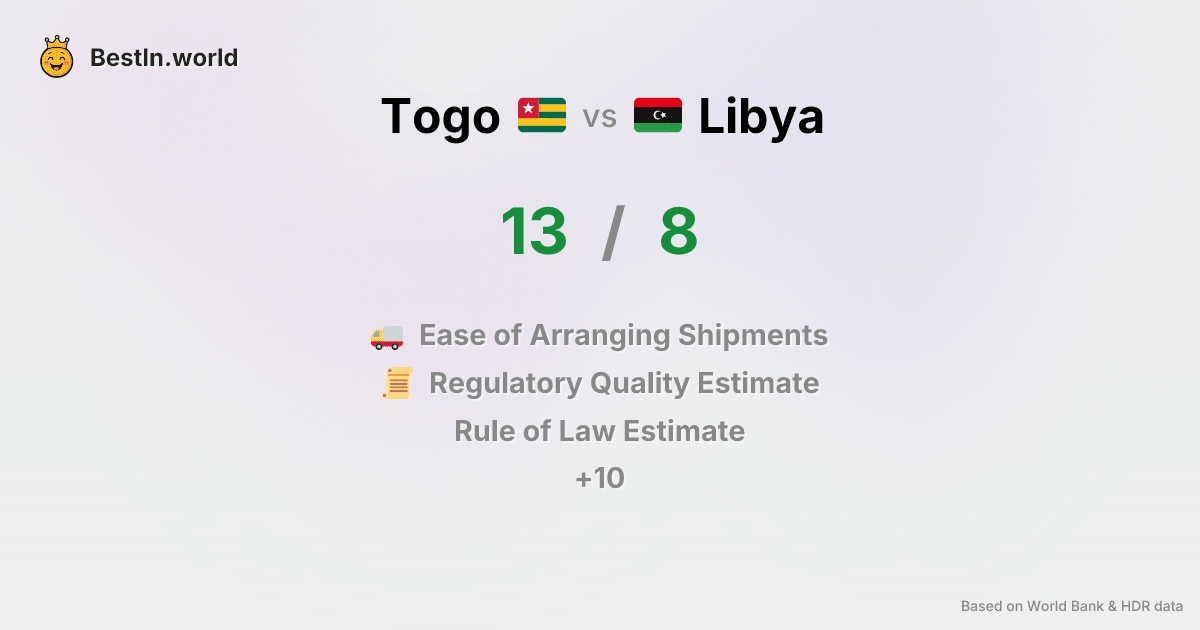 BestIn.world
Togo vs Libya
13 / 8
Ease of Arranging Shipments
Regulatory Quality Estimate
Rule of Law Estimate
+10
Based on World Bank & HDR data